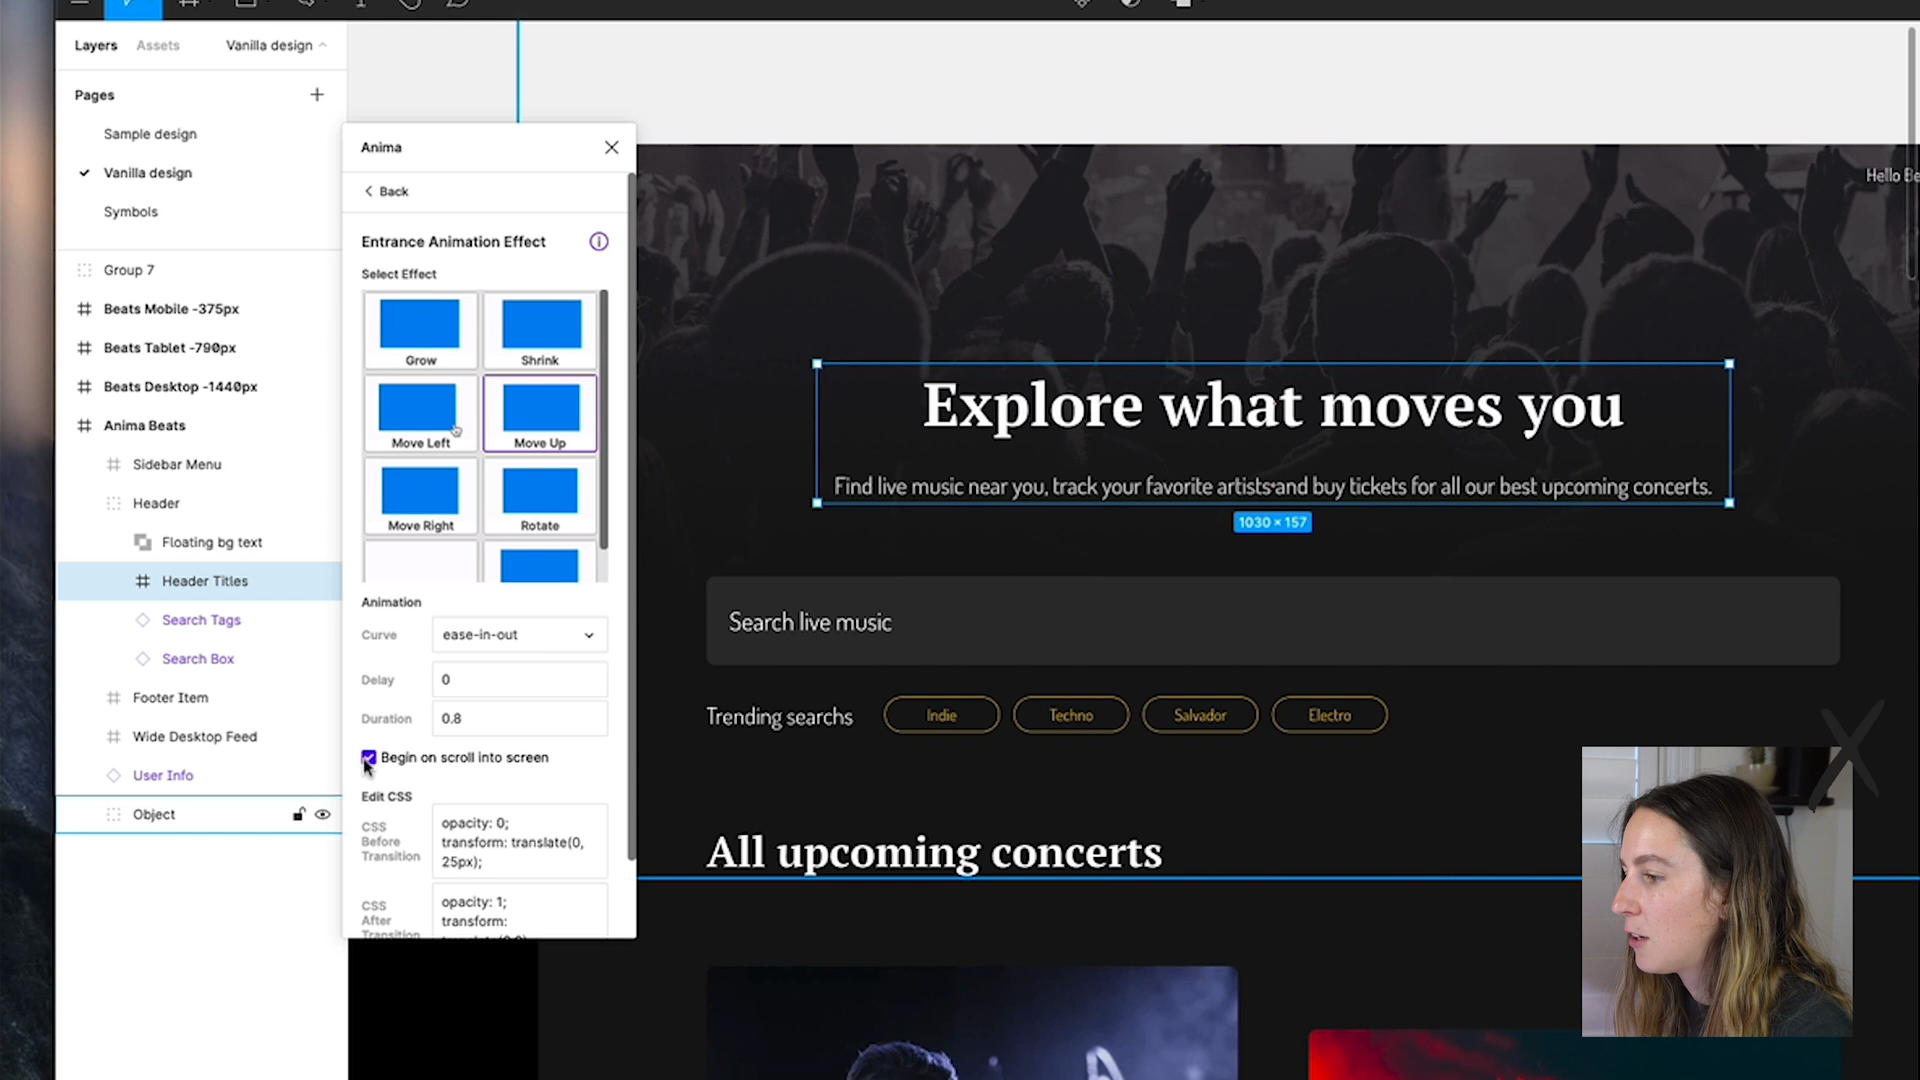 Layers Assets Vanilla design
Pages
Sample design
Vanilla design
Symbols
Group 7
Beats Mobile -375px
Beats Tablet -790px
Beats Desktop -1440px
Anima Beats
Sidebar Menu
Header
Floating bg text
Header Titles
Search Tags
Search Box
Footer Item
Wide Desktop Feed
User Info
Object
Anima
Back
Entrance Animation Effect
Select Effect
Grow Shrink
Move Left Move Up
Move Right Rotate
Animation
Curve ease-in-out
Delay 0
Duration 0.8
Begin on scroll into screen
Edit CSS
CSS
Before
Transition
opacity: 0;
transform: translate(0,
25px);
CSS
After
Transition
opacity: 1;
transform:
Hello
Explore what moves you
Find live music near you, track your favorite artists and buy tickets for all our best upcoming concerts.
1030 × 157
Search live music
Trending searchs Indie Techno Salvador Electro
All upcoming concerts